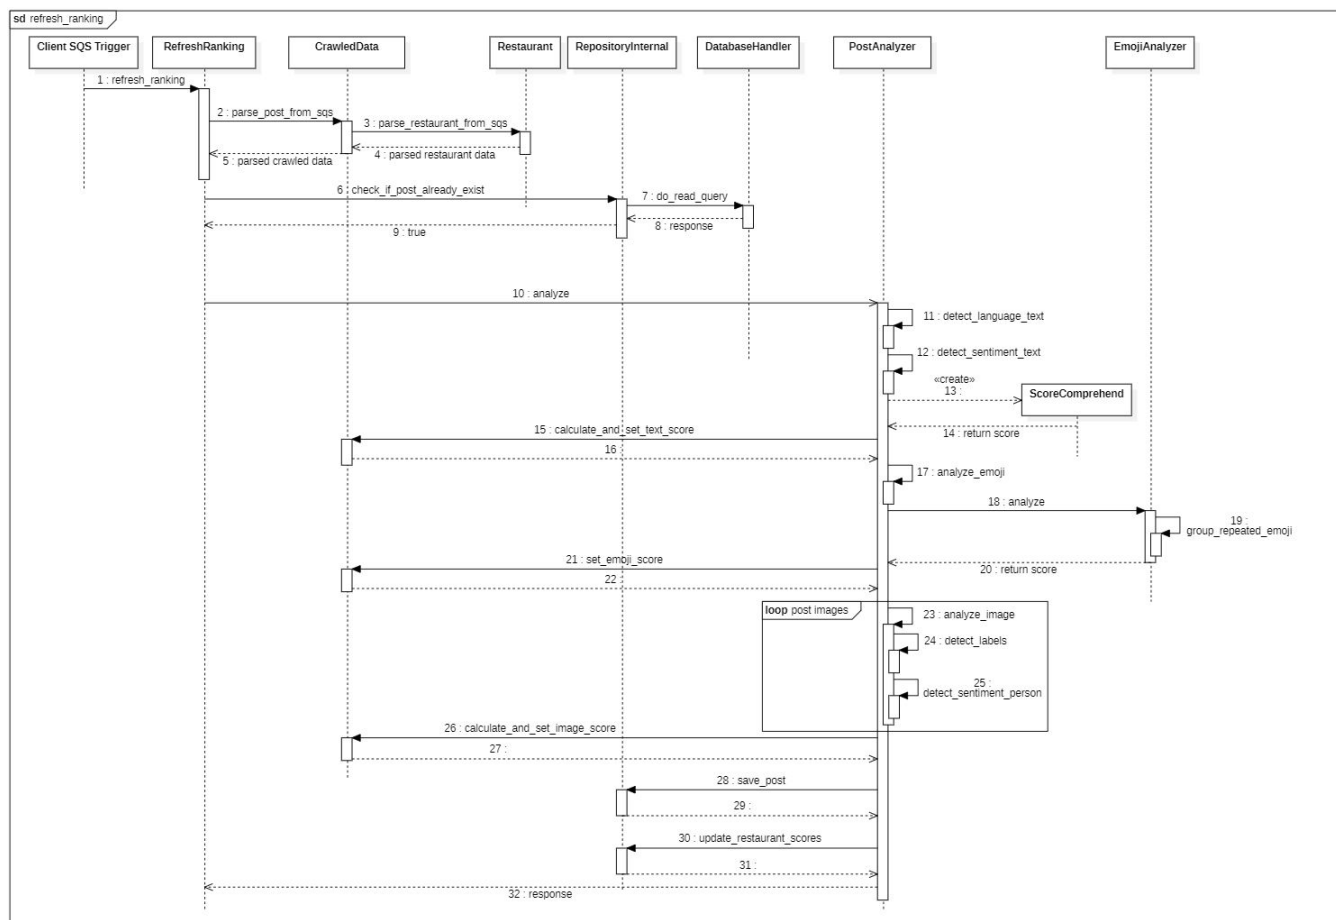 sd refresh_ranking
Client SQS Trigger
RefreshRanking
CrawledData
Restaurant
RepositoryInternal
DatabaseHandler
PostAnalyzer
EmojiAnalyzer
1 : refresh_ranking
2 : parse_post_from_sqs
3 : parse_restaurant_from_sqs
4 : parsed restaurant data
5 : parsed crawled data
6 : check_if_post_already_exist
7 : do_read_query
8 : response
9 : true
10 : analyze
11 : detect_language_text
12 : detect_sentiment_text
«create»
13 :
ScoreComprehend
14 : return score
15 : calculate_and_set_text_score
16 :
17 : analyze_emoji
18 : analyze
19 :
group_repeated_emoji
20 : return score
21 : set_emoji_score
22 :
loop post images
23 : analyze_image
24 : detect_labels
25 :
detect_sentiment_person
26 : calculate_and_set_image_score
27 :
28 : save_post
29 :
30 : update_restaurant_scores
31 :
32 : response